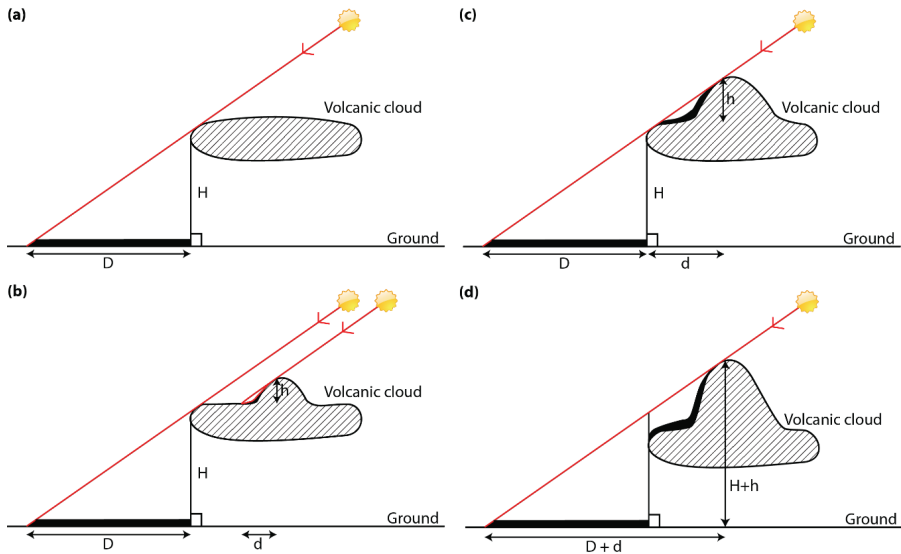 (a)
Volcanic cloud
H
Ground
D
(b)
Volcanic cloud
h
H
Ground
D
d
(c)
h
Volcanic cloud
H
Ground
D
d
(d)
Volcanic cloud
H+h
Ground
D + d